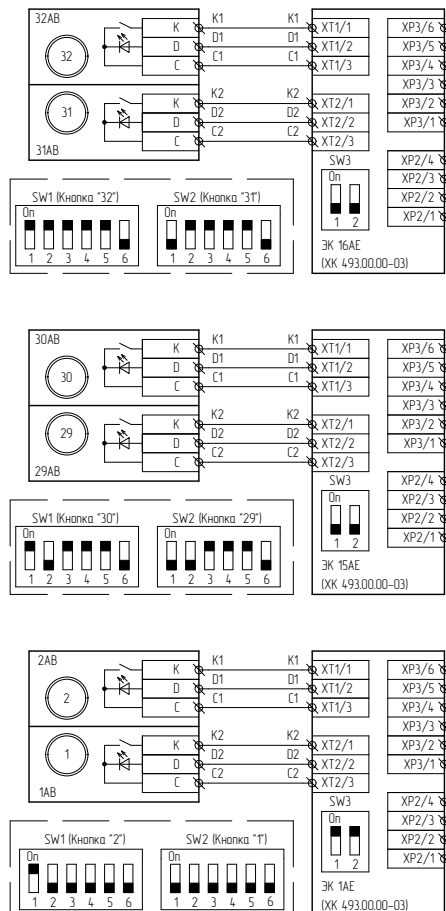 32АВ
32
31
31АВ
K
D
C
K
D
C
K1
D1
C1
K2
D2
C2
K1
D1
C1
K2
D2
C2
XT1/1
XT1/2
XT1/3
XT2/1
XT2/2
XT2/3
XP3/6
XP3/5
XP3/4
XP3/3
XP3/2
XP3/1
XP2/4
XP2/3
XP2/2
XP2/1
SW3
On
1 2
ЭК 16АЕ
(ХК 493.00.00-03)
SW1 (Кнопка "32")
On
1 2 3 4 5 6
SW2 (Кнопка "31")
On
1 2 3 4 5 6
30АВ
30
29
29АВ
K
D
C
K
D
C
K1
D1
C1
K2
D2
C2
K1
D1
C1
K2
D2
C2
XT1/1
XT1/2
XT1/3
XT2/1
XT2/2
XT2/3
XP3/6
XP3/5
XP3/4
XP3/3
XP3/2
XP3/1
XP2/4
XP2/3
XP2/2
XP2/1
SW3
On
1 2
ЭК 15АЕ
(ХК 493.00.00-03)
SW1 (Кнопка "30")
On
1 2 3 4 5 6
SW2 (Кнопка "29")
On
1 2 3 4 5 6
2АВ
2
1
1АВ
K
D
C
K
D
C
K1
D1
C1
K2
D2
C2
K1
D1
C1
K2
D2
C2
XT1/1
XT1/2
XT1/3
XT2/1
XT2/2
XT2/3
XP3/6
XP3/5
XP3/4
XP3/3
XP3/2
XP3/1
XP2/4
XP2/3
XP2/2
XP2/1
SW3
On
1 2
ЭК 1АЕ
(ХК 493.00.00-03)
SW1 (Кнопка "2")
On
1 2 3 4 5 6
SW2 (Кнопка "1")
On
1 2 3 4 5 6